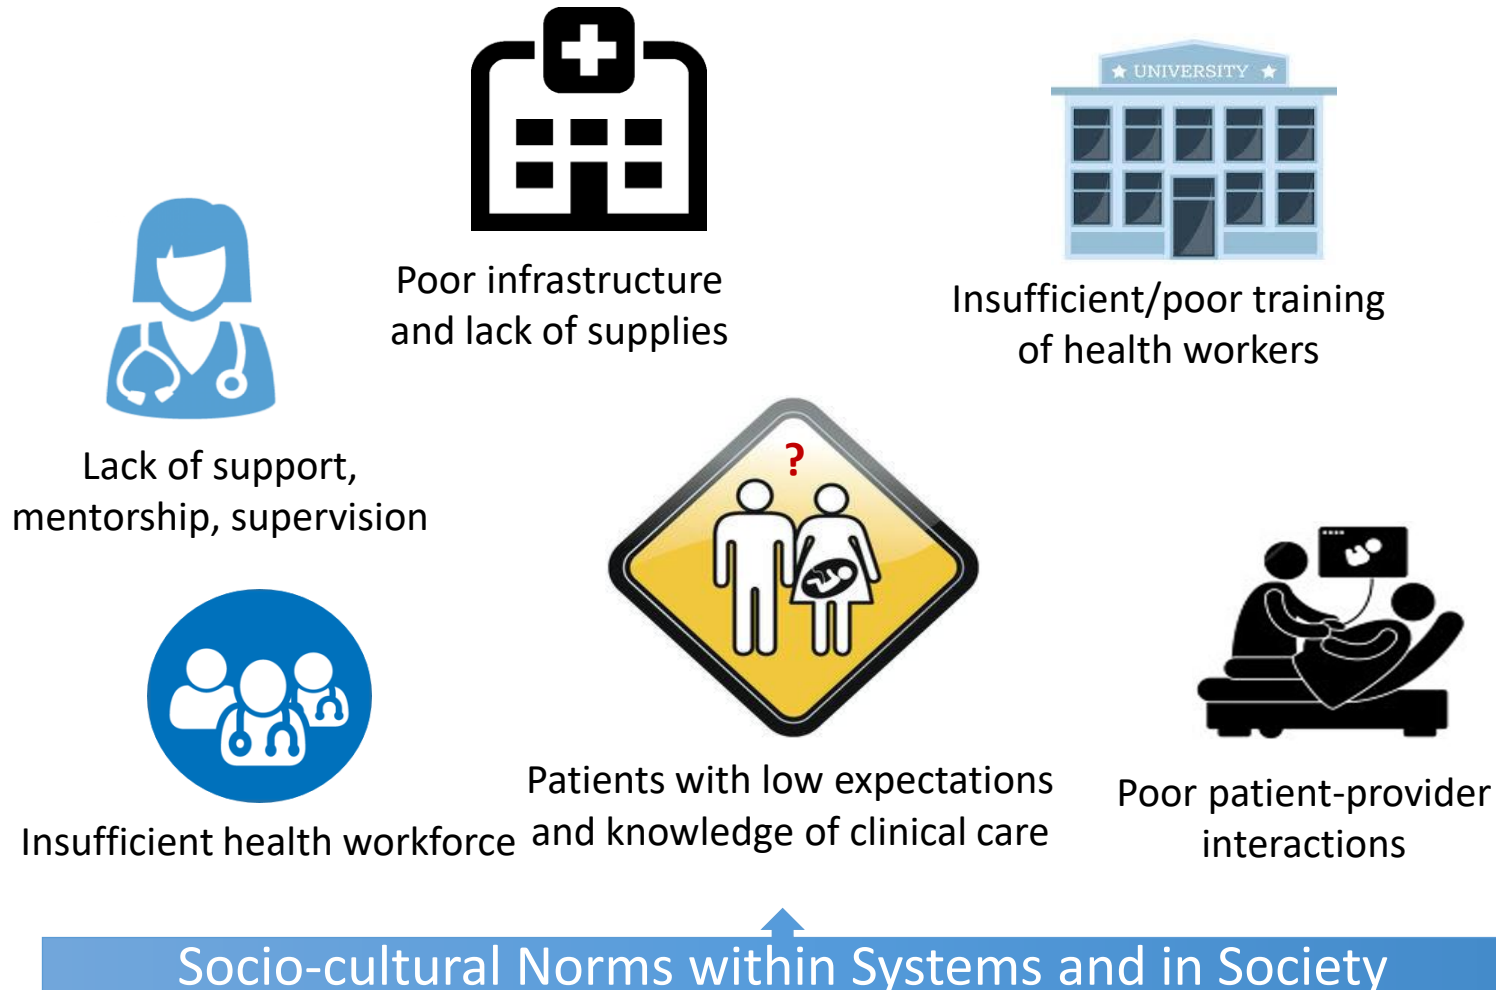 ★ UNIVERSITY ★
Poor infrastructure
and lack of supplies
Insufficient/poor training
of health workers
Lack of support,
mentorship, supervision
?
Insufficient health workforce
Patients with low expectations
and knowledge of clinical care
Poor patient-provider
interactions
Socio-cultural Norms within Systems and in Society